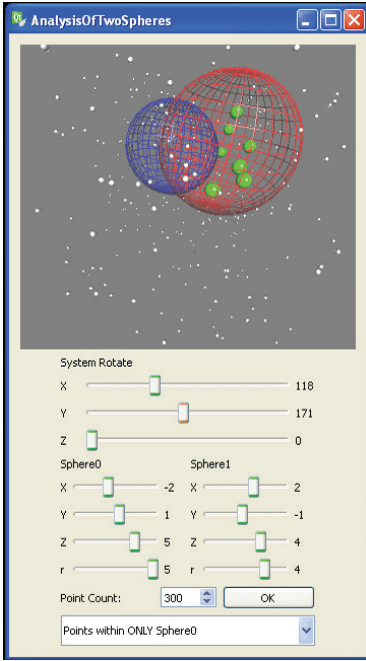 AnalysisOfTwoSpheres
System Rotate
X 118
Y 171
Z 0
Sphere0 Sphere1
X -2 X 2
Y 1 Y -1
Z 5 Z 4
r 5 r 4
Point Count: 300 OK
Points within ONLY Sphere0